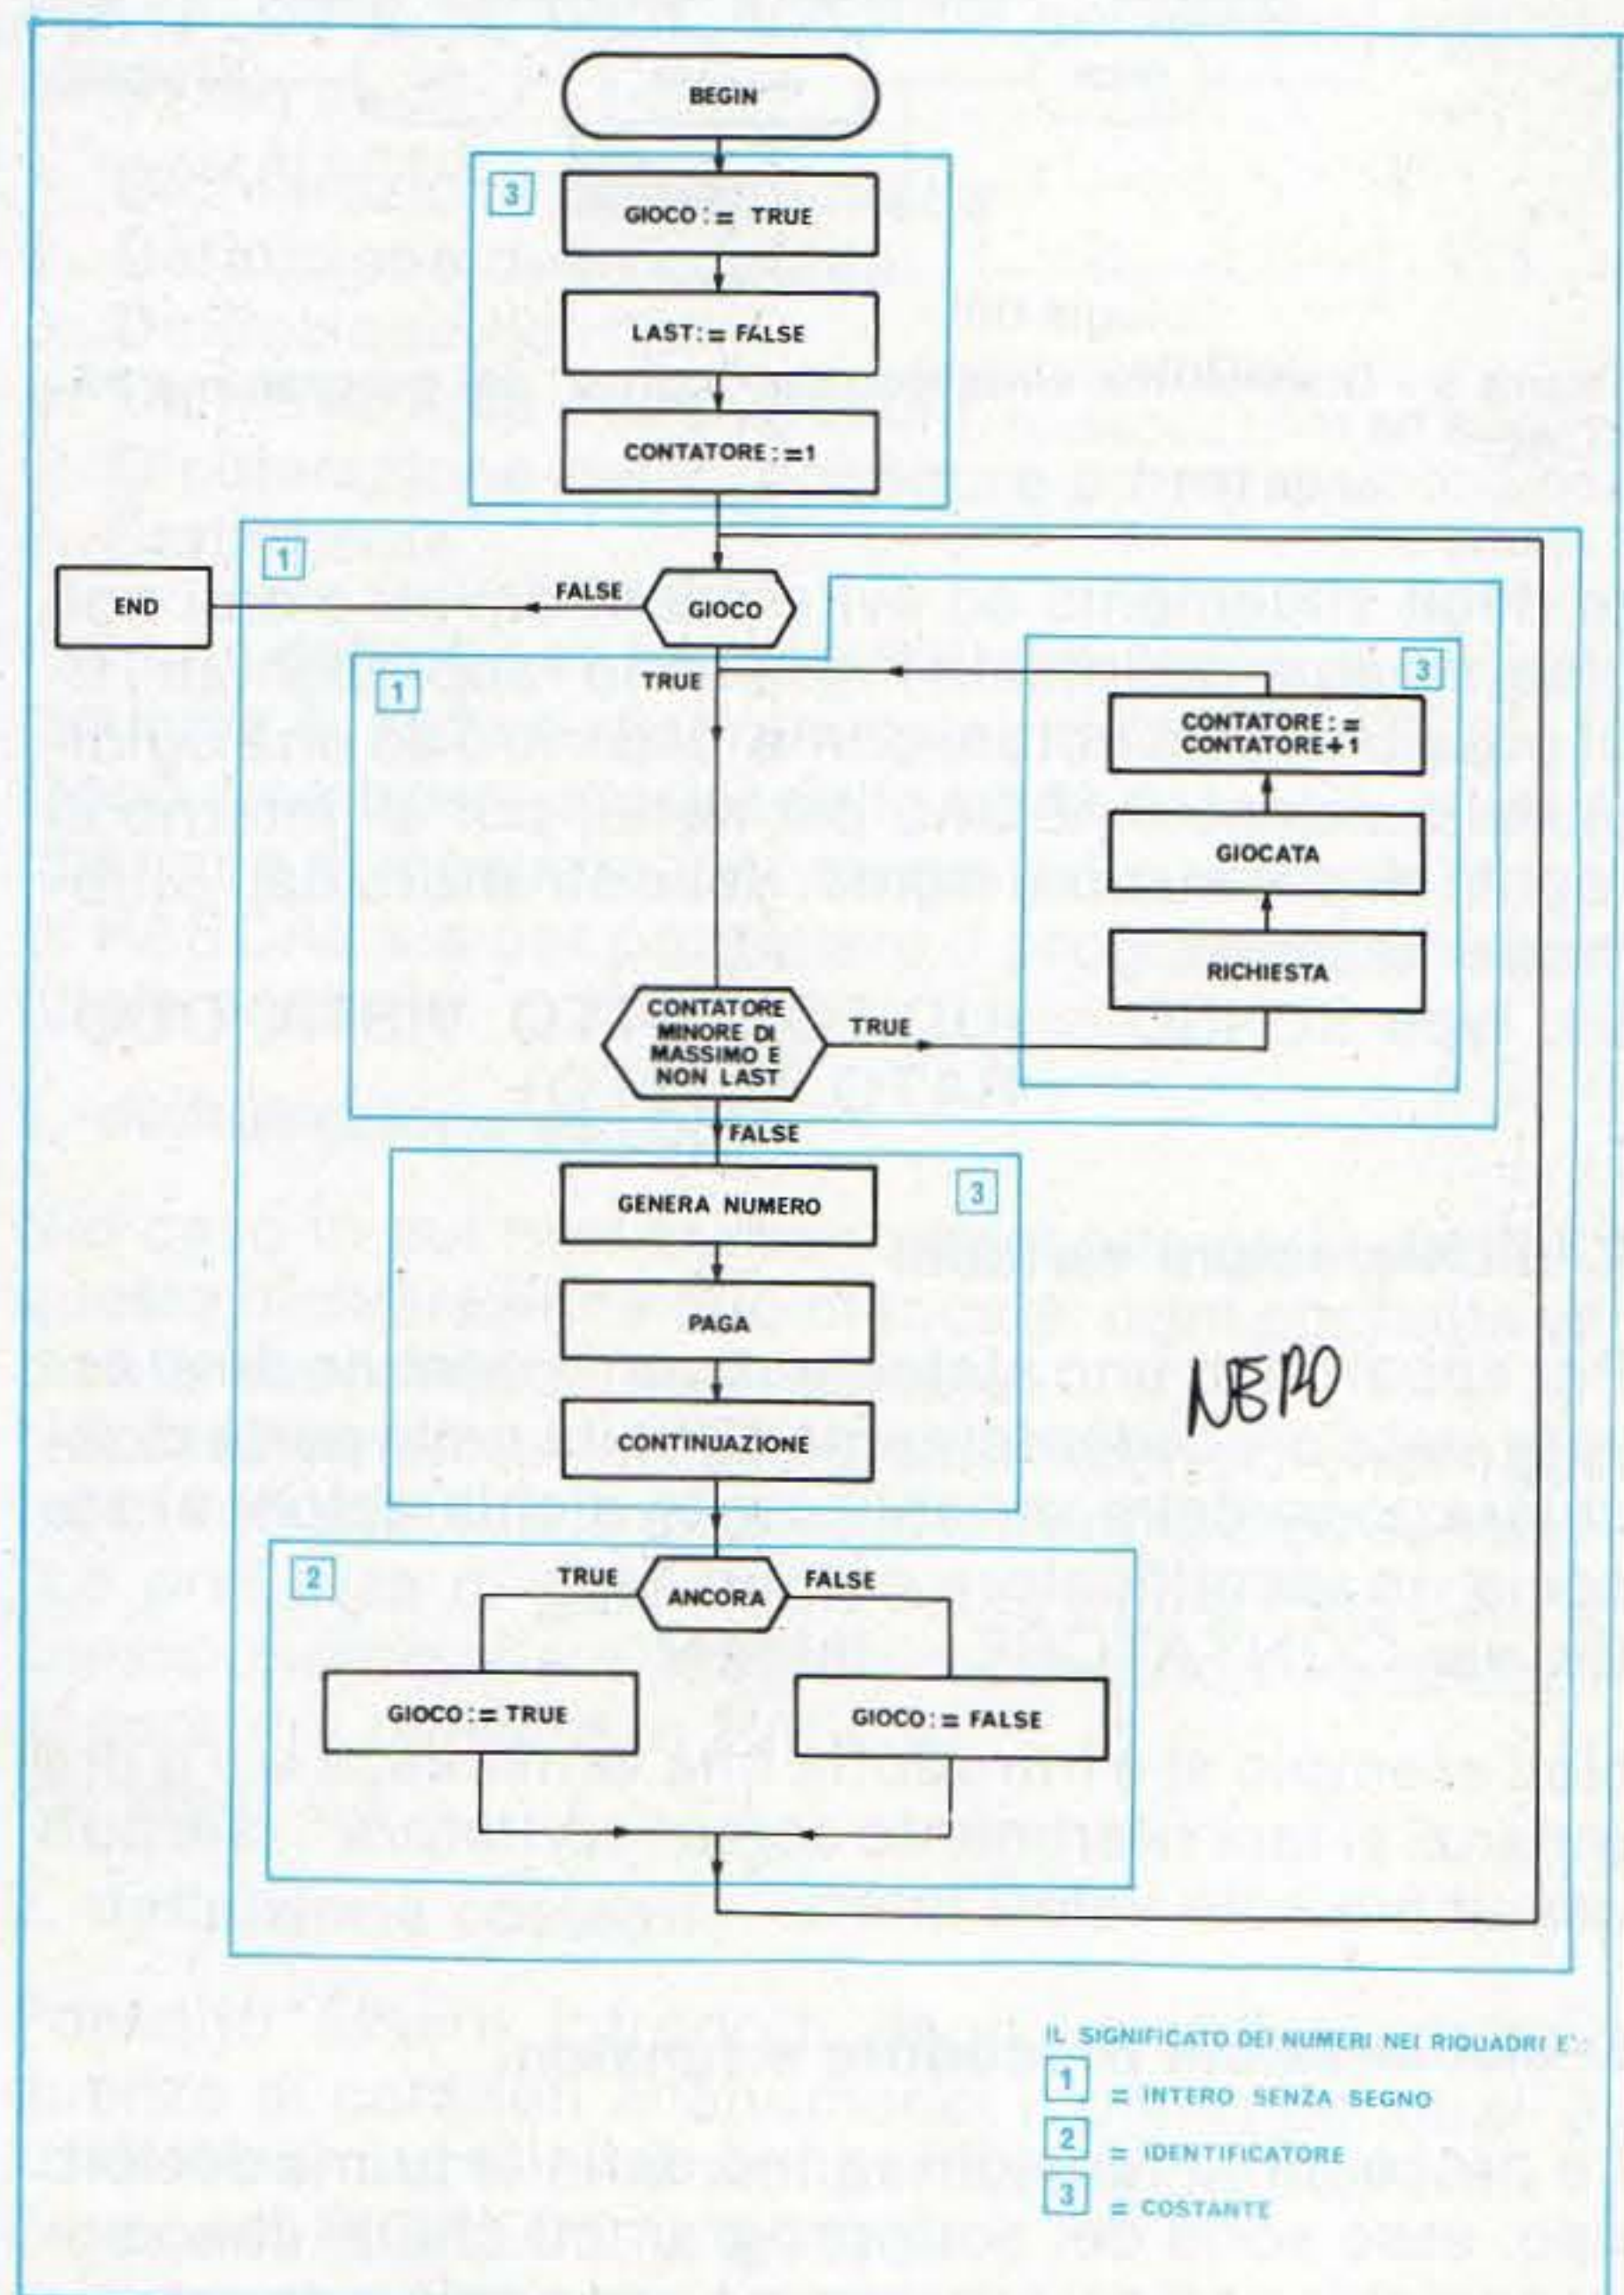 BEGIN
3
GIOCO := TRUE
LAST := FALSE
CONTATORE :=1
1
END
FALSE
GIOCO
TRUE
1
3
CONTATORE :=
CONTATORE+1
GIOCATA
RICHIESTA
CONTATORE
MINORE DI
MASSIMO E
NON LAST
TRUE
FALSE
GENERA NUMERO
3
PAGA
CONTINUAZIONE
NERO
2
TRUE
ANCORA
FALSE
GIOCO := TRUE
GIOCO := FALSE
IL SIGNIFICATO DEI NUMERI NEI RIQUADRI E':
1 = INTERO SENZA SEGNO
2 = IDENTIFICATORE
3 = COSTANTE